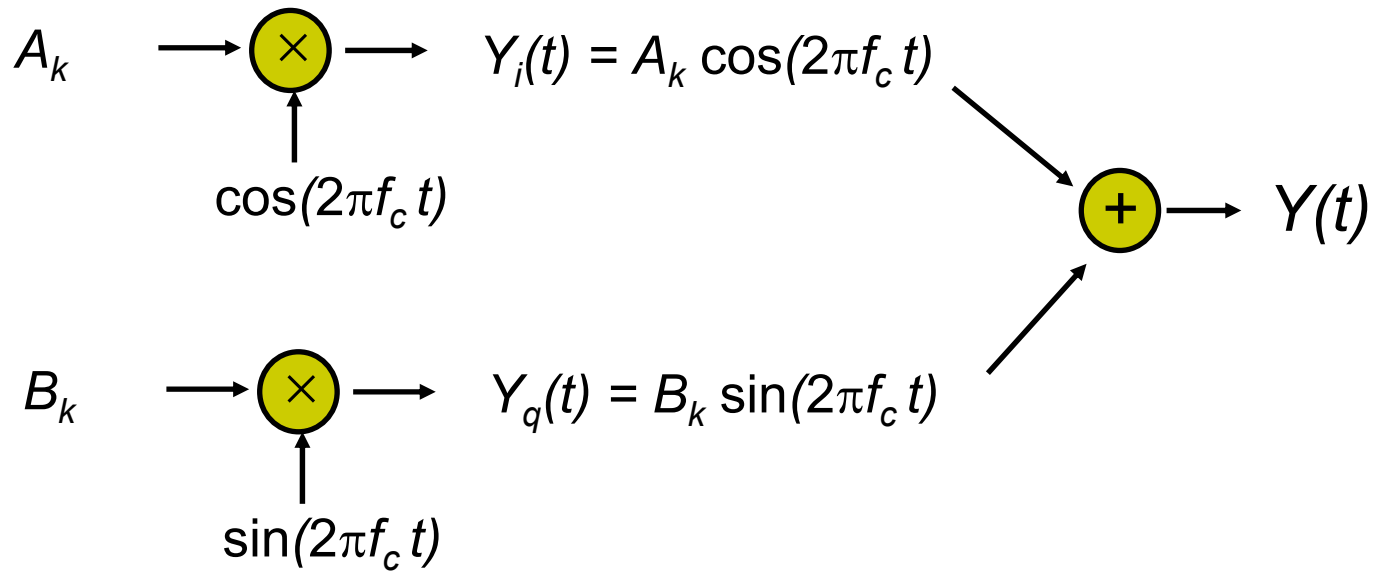 A_k × Y_i(t) = A_k cos(2πf_c t)
cos(2πf_c t)
+ Y(t)
B_k × Y_q(t) = B_k sin(2πf_c t)
sin(2πf_c t)